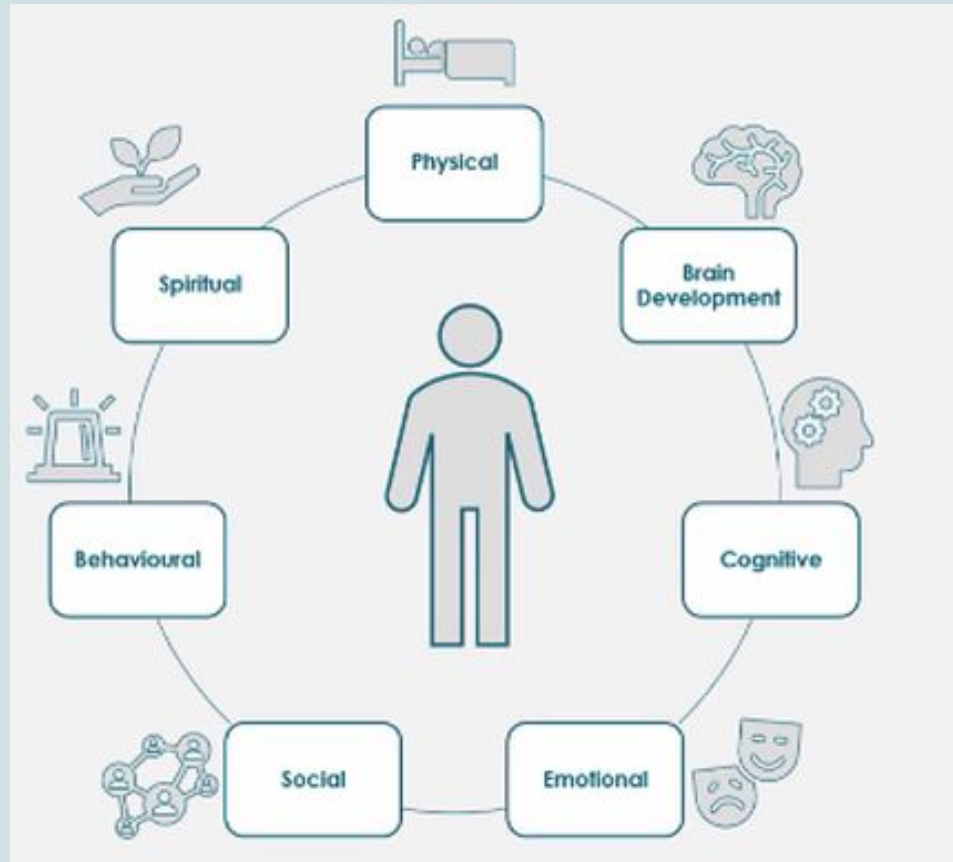 Physical
Brain
Development
Cognitive
Emotional
Social
Behavioural
Spiritual